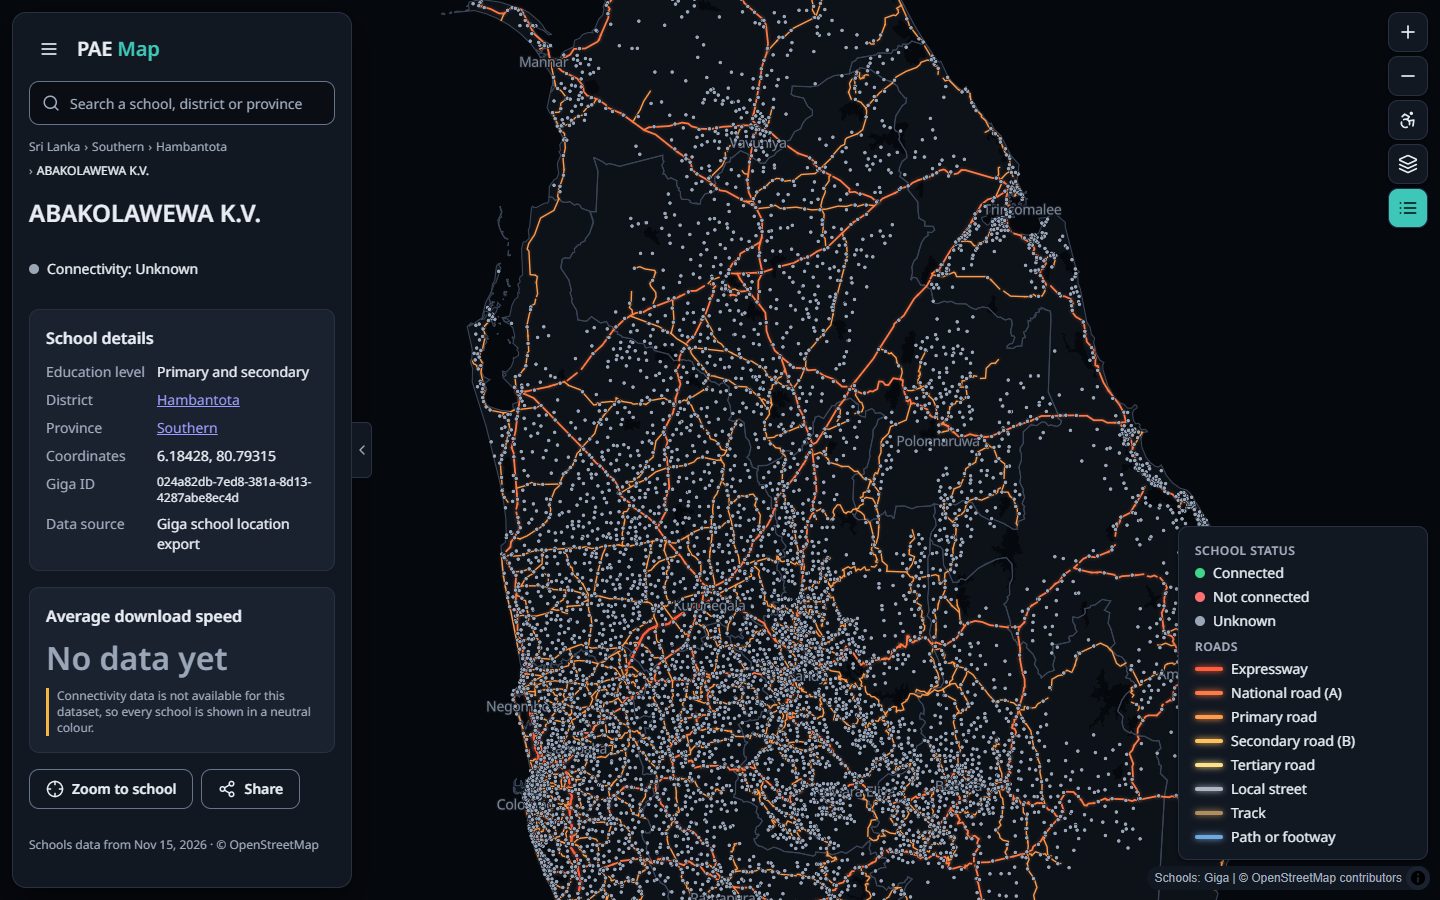 PAE Map
Search a school, district or province
Sri Lanka › Southern › Hambantota
› ABAKOLAWEWA K.V.
ABAKOLAWEWA K.V.
Connectivity: Unknown
School details
Education level Primary and secondary
District Hambantota
Province Southern
Coordinates 6.18428, 80.79315
Giga ID 024a82db-7ed8-381a-8d13-
4287abe8ec4d
Data source Giga school location
export
Average download speed
No data yet
Connectivity data is not available for this
dataset, so every school is shown in a neutral
colour.
Zoom to school
Share
Schools data from Nov 15, 2026 · © OpenStreetMap
Mannar
Vavuniya
Trincomalee
Polonnaruwa
Kurunegala
Negombo
SCHOOL STATUS
Connected
Not connected
Unknown
ROADS
Expressway
National road (A)
Primary road
Secondary road (B)
Tertiary road
Local street
Track
Path or footway
Schools: Giga | © OpenStreetMap contributors